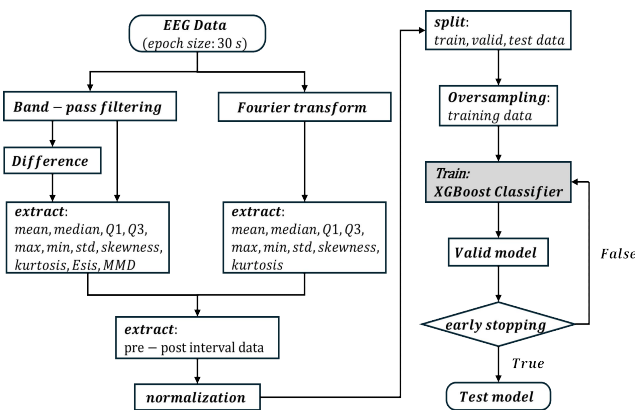 EEG Data
(epoch size: 30 s)
Band − pass filtering
Fourier transform
Difference
extract:
mean, median, Q1, Q3,
max, min, std, skewness,
kurtosis, Esis, MMD
extract:
mean, median, Q1, Q3,
max, min, std, skewness,
kurtosis
extract:
pre − post interval data
normalization
split:
train, valid, test data
Oversampling:
training data
Train:
XGBoost Classifier
Valid model
False
early stopping
True
Test model